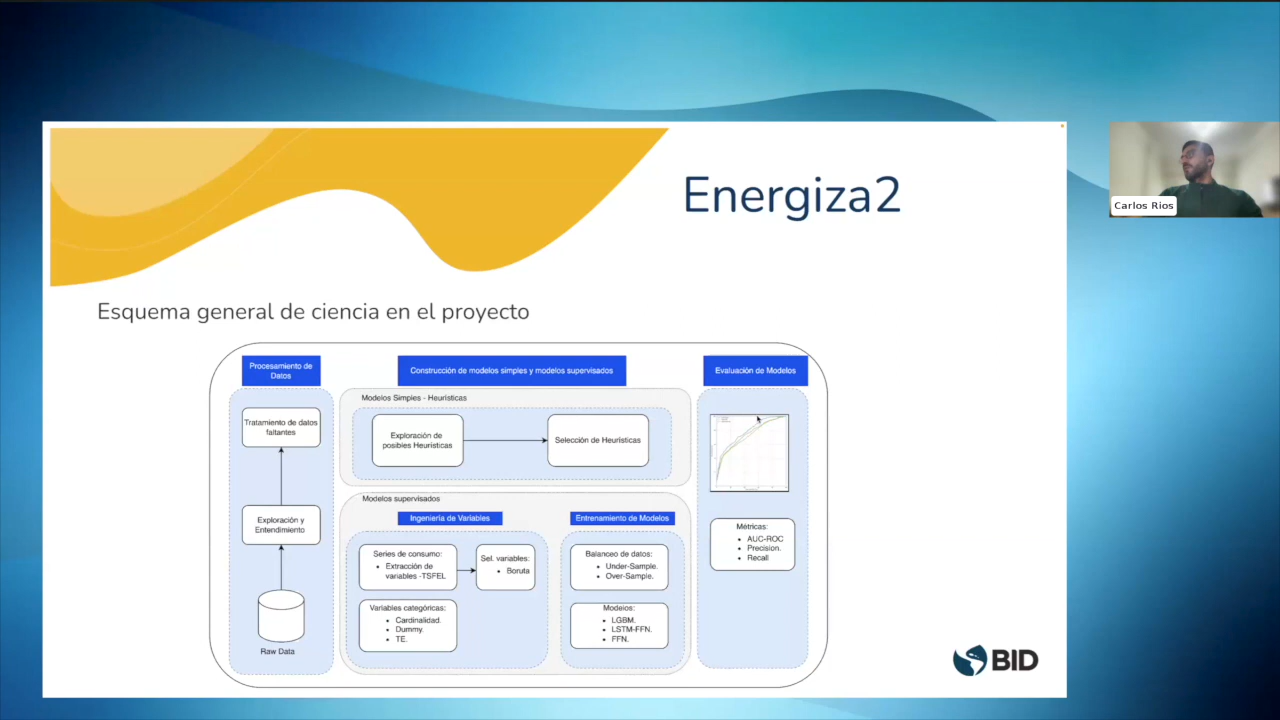 Energiza2
Carlos Rios
Esquema general de ciencia en el proyecto
Procesamiento de
Datos
Construcción de modelos simples y modelos supervisados
Evaluación de Modelos
Tratamiento de datos
faltantes
Exploración y
Entendimiento
Raw Data
Modelos Simples - Heurísticas
Exploración de
posibles Heurísticas
Selección de Heurísticas
Modelos supervisados
Ingeniería de Variables
Series de consumo:
• Extracción de
variables -TSFEL
Sel. variables:
• Boruta
Variables categóricas:
• Cardinalidad.
• Dummy.
• TE.
Entrenamiento de Modelos
Balanceo de datos:
• Under-Sample.
• Over-Sample.
Modelos:
• LGBM.
• LSTM-FFN.
• FFN.
Métricas:
• AUC-ROC
• Precision.
• Recall
BID